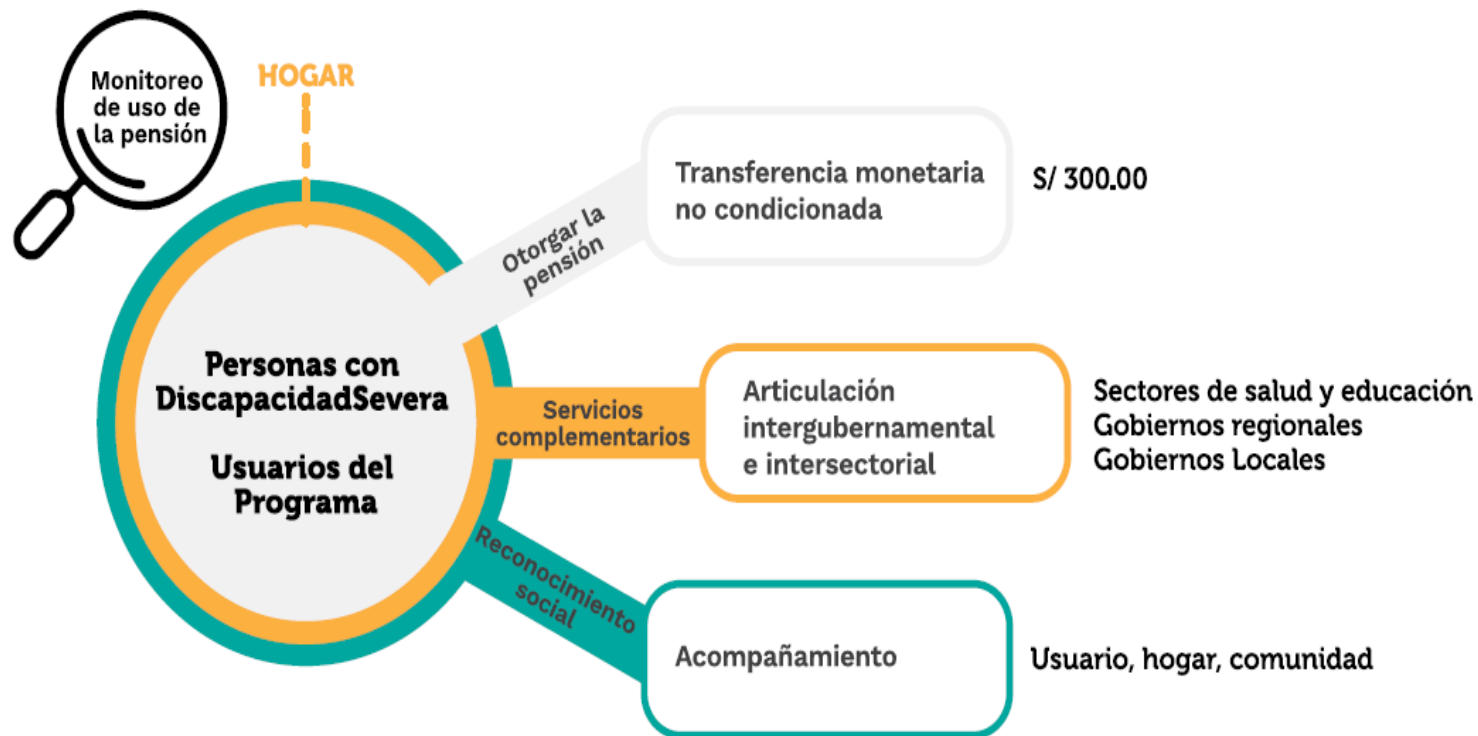 Monitoreo
de uso de
la pensión
HOGAR
Personas con
DiscapacidadSevera
Usuarios del
Programa
Otorgar la
pensión
Transferencia monetaria
no condicionada
S/ 300.00
Servicios
complementarios
Articulación
intergubernamental
e intersectorial
Sectores de salud y educación
Gobiernos regionales
Gobiernos Locales
Reconocimiento
social
Acompañamiento
Usuario, hogar, comunidad